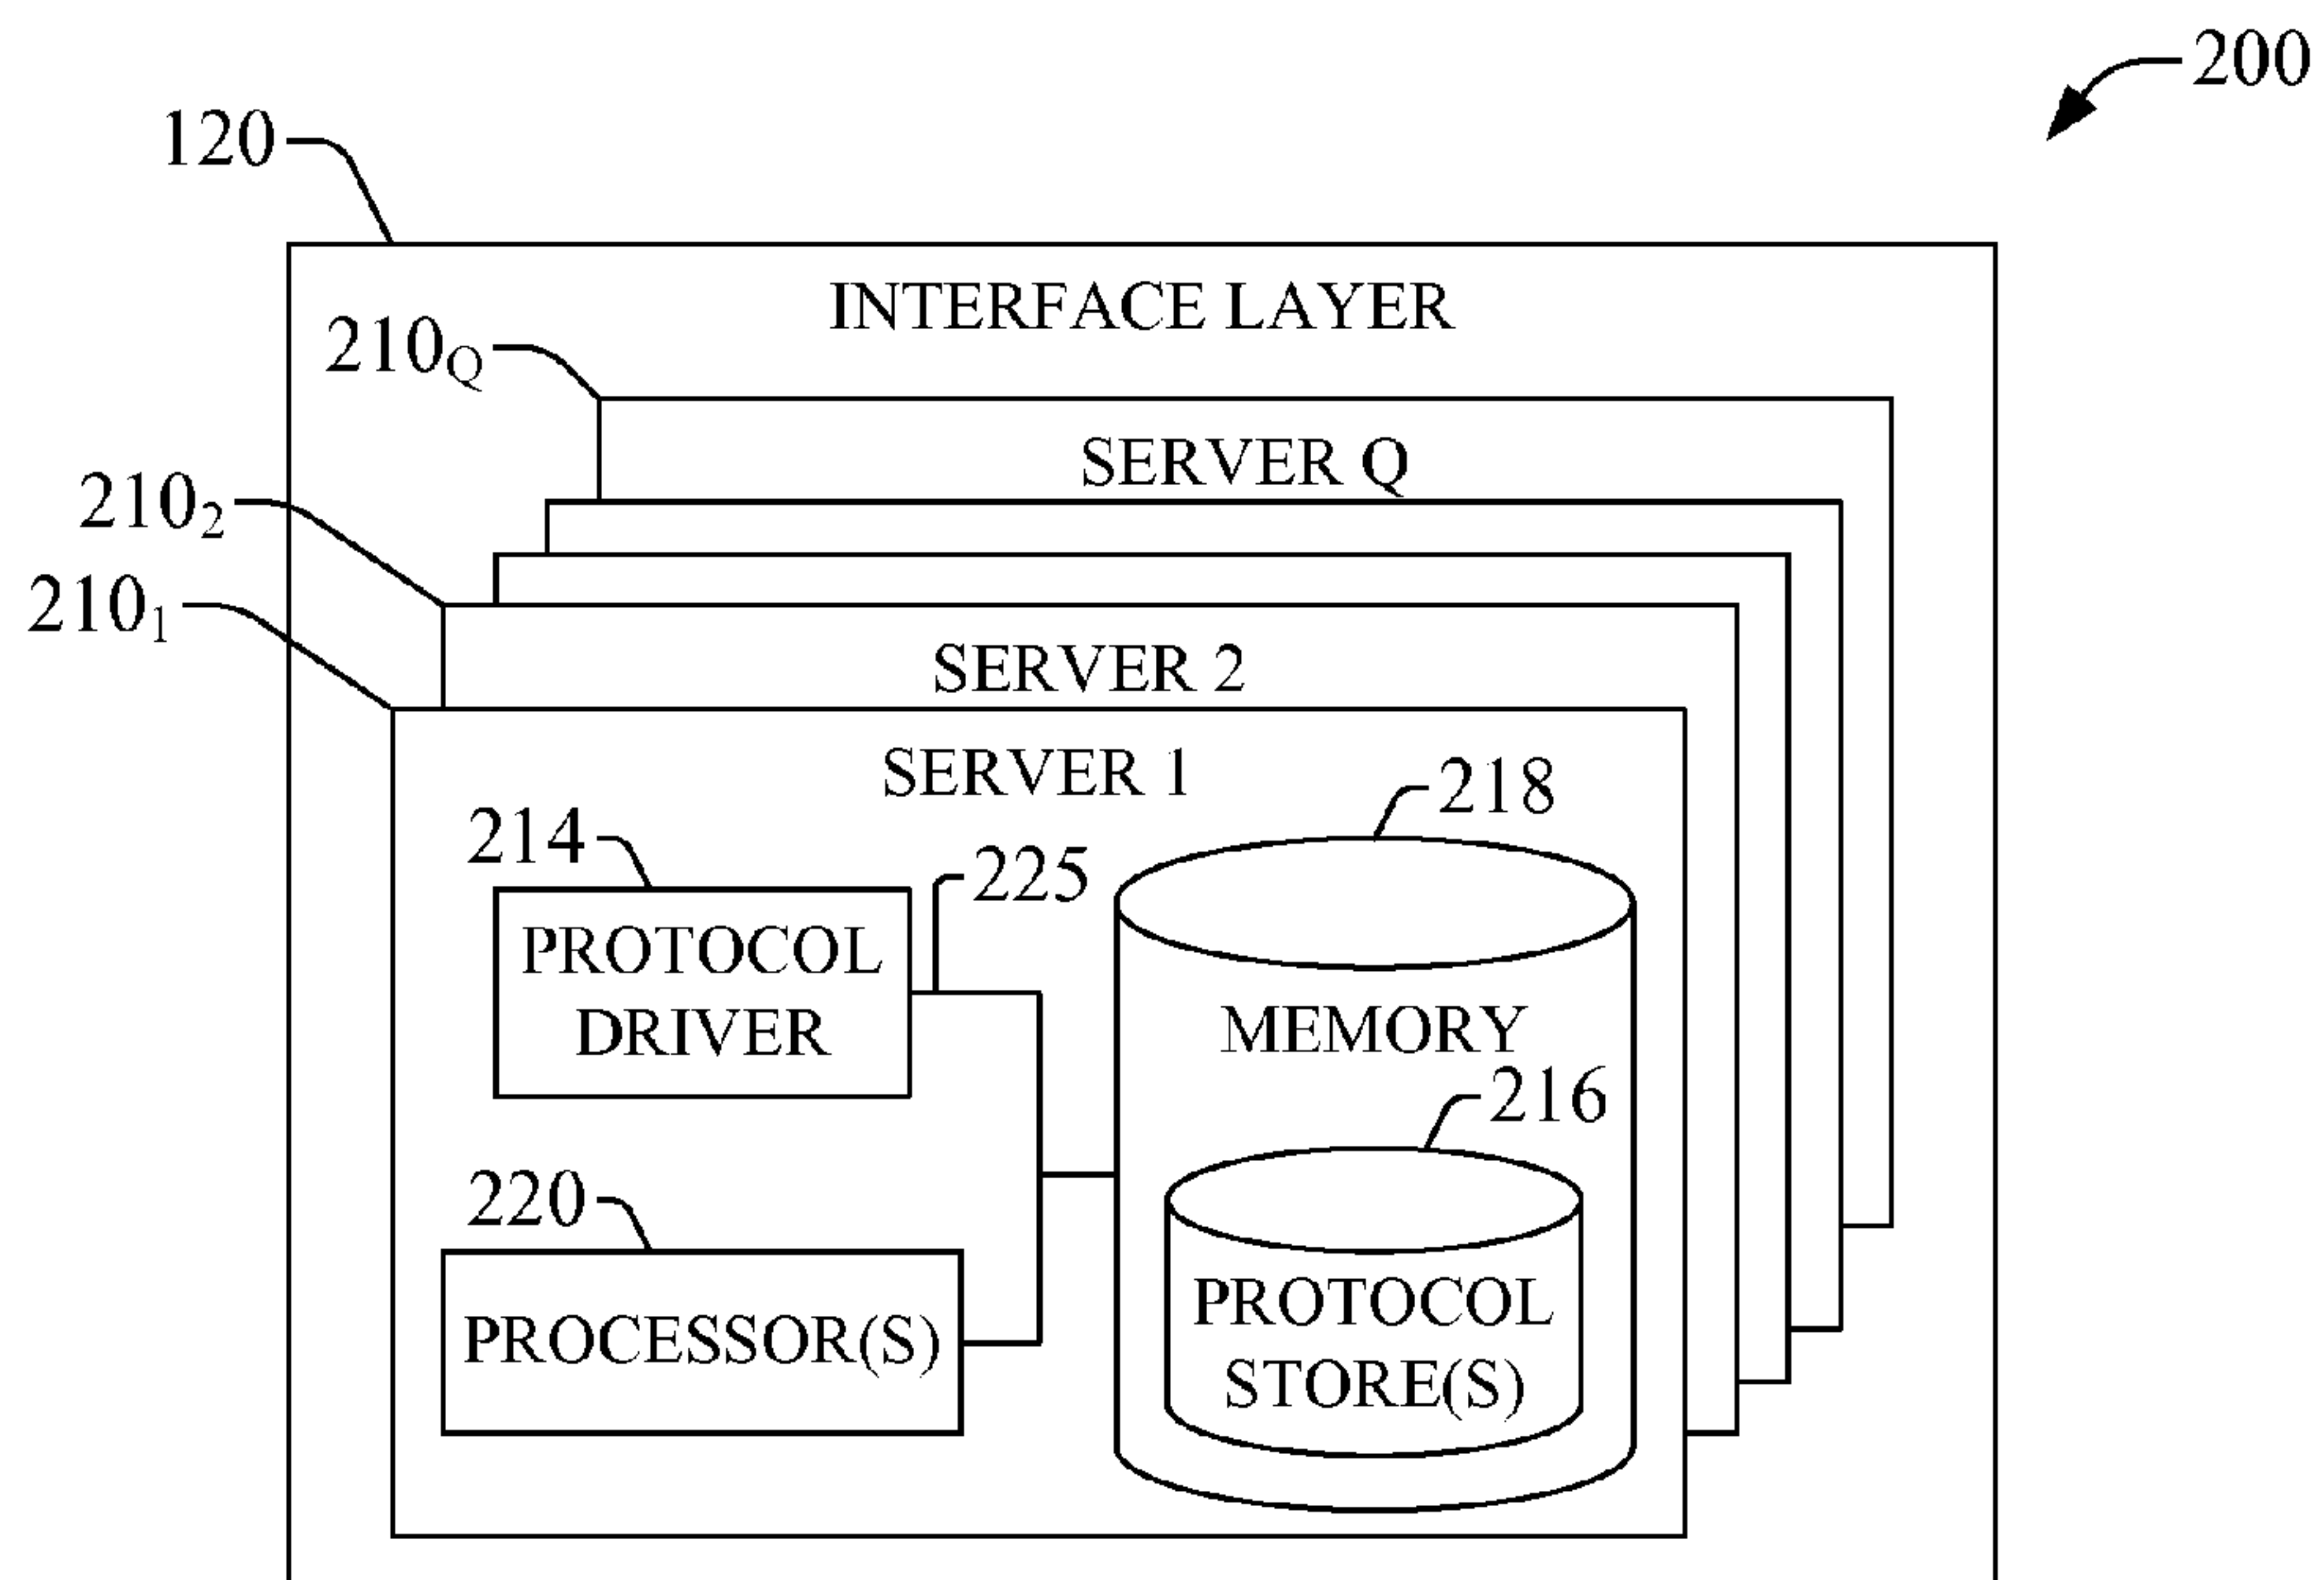 200
120
INTERFACE LAYER
210Q
SERVER Q
2102
2101
SERVER 2
SERVER 1
218
214
225
PROTOCOL
DRIVER
MEMORY
216
220
PROTOCOL
STORE(S)
PROCESSOR(S)